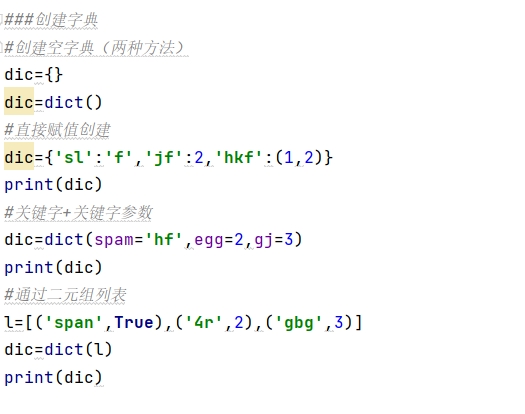 ###创建字典
#创建空字典（两种方法）
dic={}
dic=dict()
#直接赋值创建
dic={'sl':'f','jf':2,'hkf':(1,2)}
print(dic)
#关键字+关键字参数
dic=dict(spam='hf',egg=2,gj=3)
print(dic)
#通过二元组列表
l=[('span',True),('4r',2),('gbg',3)]
dic=dict(l)
print(dic)